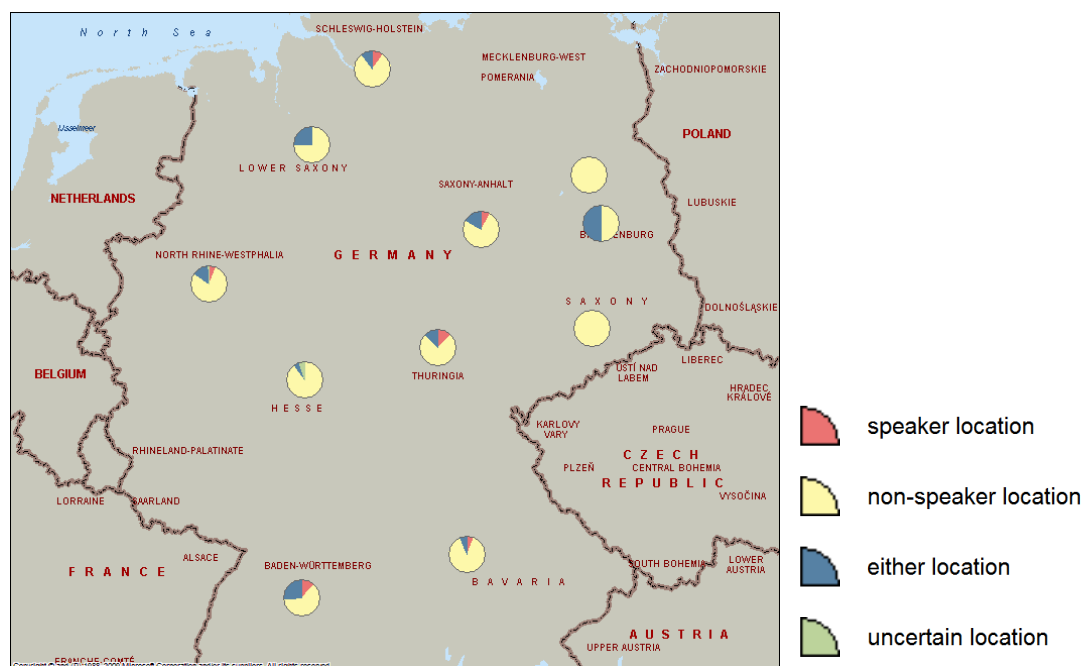 North Sea
SCHLESWIG-HOLSTEIN
MECKLENBURG-WEST
POMERANIA
ZACHODNIOPOMORSKIE
IJsselmeer
POLAND
LOWER SAXONY
SAXONY-ANHALT
NETHERLANDS
LUBUSKIE
NORTH RHINE-WESTPHALIA
GERMANY
SAXONY
DOLNOŚLĄSKIE
BELGIUM
THURINGIA
LIBEREC
ÚSTÍ NAD
LABEM
HRADEC
KRÁLOVÉ
HESSE
KARLOVY
VARY
PRAGUE
RHINELAND-PALATINATE
CZECH
PLZEŇ
CENTRAL BOHEMIA
REPUBLIC
VYSOČINA
LORRAINE
SAARLAND
ALSACE
FRANCE
BADEN-WÜRTTEMBERG
BAVARIA
SOUTH BOHEMIA
LOWER
AUSTRIA
AUSTRIA
UPPER AUSTRIA
FRANCHE-COMTÉ
speaker location
non-speaker location
either location
uncertain location